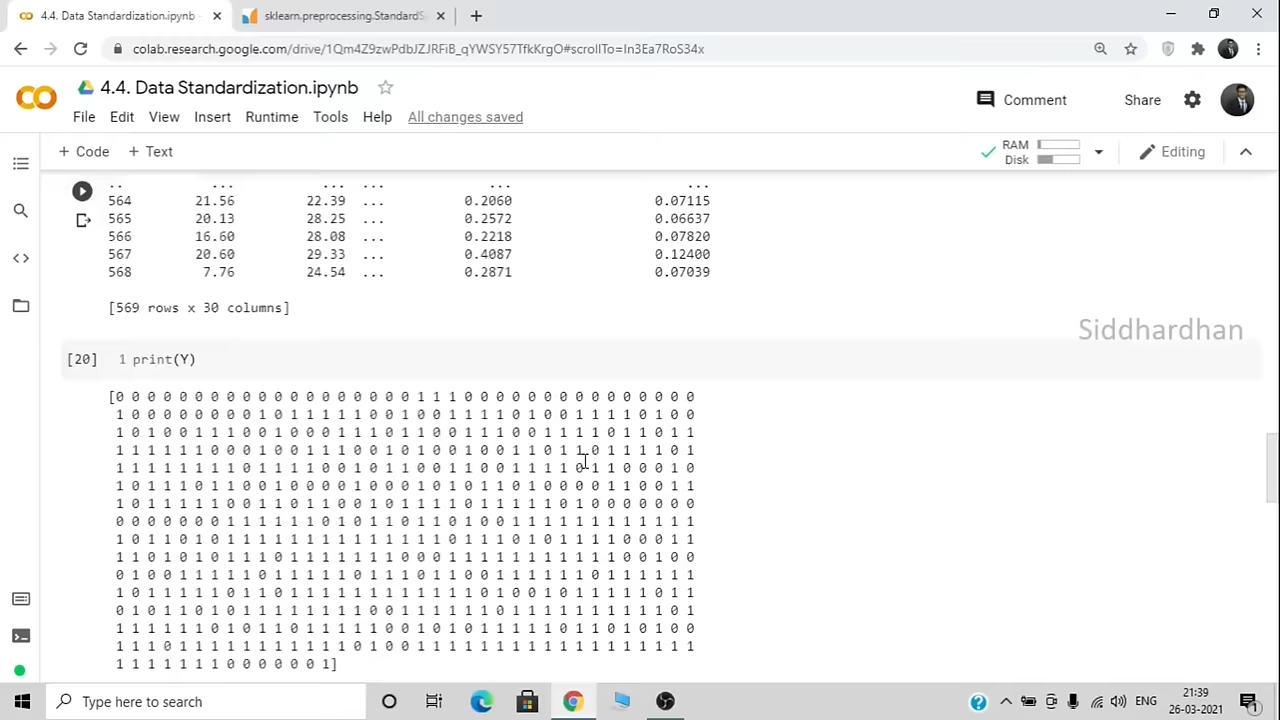 4.4. Data Standardization.ipynb
sklearn.preprocessing.StandardS
colab.research.google.com/drive/1Qm4Z9zwPdbJZJRFiB_qYWSY57TfkKrgO#scrollTo=In3Ea7RoS34x
4.4. Data Standardization.ipynb
Comment Share
File Edit View Insert Runtime Tools Help All changes saved
+ Code + Text
RAM
Disk
Editing
.. ... ... ... ... ...
564 21.56 22.39 ... 0.2060 0.07115
565 20.13 28.25 ... 0.2572 0.06637
566 16.60 28.08 ... 0.2218 0.07820
567 20.60 29.33 ... 0.4087 0.12400
568 7.76 24.54 ... 0.2871 0.07039
[569 rows x 30 columns]
Siddhardhan
[20] 1 print(Y)
[0 0 0 0 0 0 0 0 0 0 0 0 0 0 0 0 0 0 0 1 1 1 0 0 0 0 0 0 0 0 0 0 0 0 0 0 0
1 0 0 0 0 0 0 0 0 1 0 1 1 1 1 1 0 0 1 0 0 1 1 1 1 0 1 0 0 1 1 1 1 0 1 0 0
1 0 1 0 0 1 1 1 0 0 1 0 0 0 1 1 1 0 1 1 0 0 1 1 1 0 0 1 1 1 1 0 1 1 0 1 1
1 1 1 1 1 1 0 0 0 1 0 0 1 1 1 0 0 1 0 1 0 0 1 0 0 1 1 0 1 1 0 1 1 1 1 0 1
1 1 1 1 1 1 1 1 0 1 1 1 1 0 0 1 0 1 1 0 0 1 1 0 0 1 1 1 1 0 1 1 0 0 0 1 0
1 0 1 1 1 0 1 1 0 0 1 0 0 0 0 1 0 0 0 1 0 1 0 1 1 0 1 0 0 0 0 1 1 0 0 1 1
1 0 1 1 1 1 1 0 0 1 1 0 1 1 0 0 1 0 1 1 1 1 0 1 1 1 1 1 0 1 0 0 0 0 0 0 0
0 0 0 0 0 0 0 1 1 1 1 1 1 0 1 0 1 1 0 1 1 0 1 0 0 1 1 1 1 1 1 1 1 1 1 1 1
1 0 1 1 0 1 0 1 1 1 1 1 1 1 1 1 1 1 1 1 1 0 1 1 1 0 1 0 1 1 1 1 0 0 0 1 1
1 1 0 1 0 1 0 1 1 1 0 1 1 1 1 1 1 1 0 0 0 1 1 1 1 1 1 1 1 1 1 1 0 0 1 0 0
0 1 0 0 1 1 1 1 1 0 1 1 1 1 1 0 1 1 1 0 1 1 0 0 1 1 1 1 1 1 0 1 1 1 1 1 1
1 0 1 1 1 1 1 0 1 1 0 1 1 1 1 1 1 1 1 1 1 1 1 0 1 0 0 1 0 1 1 1 1 1 0 1 1
0 1 0 1 1 0 1 0 1 1 1 1 1 1 1 1 0 0 1 1 1 1 1 1 0 1 1 1 1 1 1 1 1 1 1 0 1
1 1 1 1 1 1 0 1 0 1 1 0 1 1 1 1 1 0 0 1 0 1 0 1 1 1 1 1 0 1 1 0 1 0 1 0 0
1 1 1 0 1 1 1 1 1 1 1 1 1 1 1 0 1 0 0 1 1 1 1 1 1 1 1 1 1 1 1 1 1 1 1 1 1
1 1 1 1 1 1 1 0 0 0 0 0 0 1]
Type here to search
ENG
21:39
26-03-2021